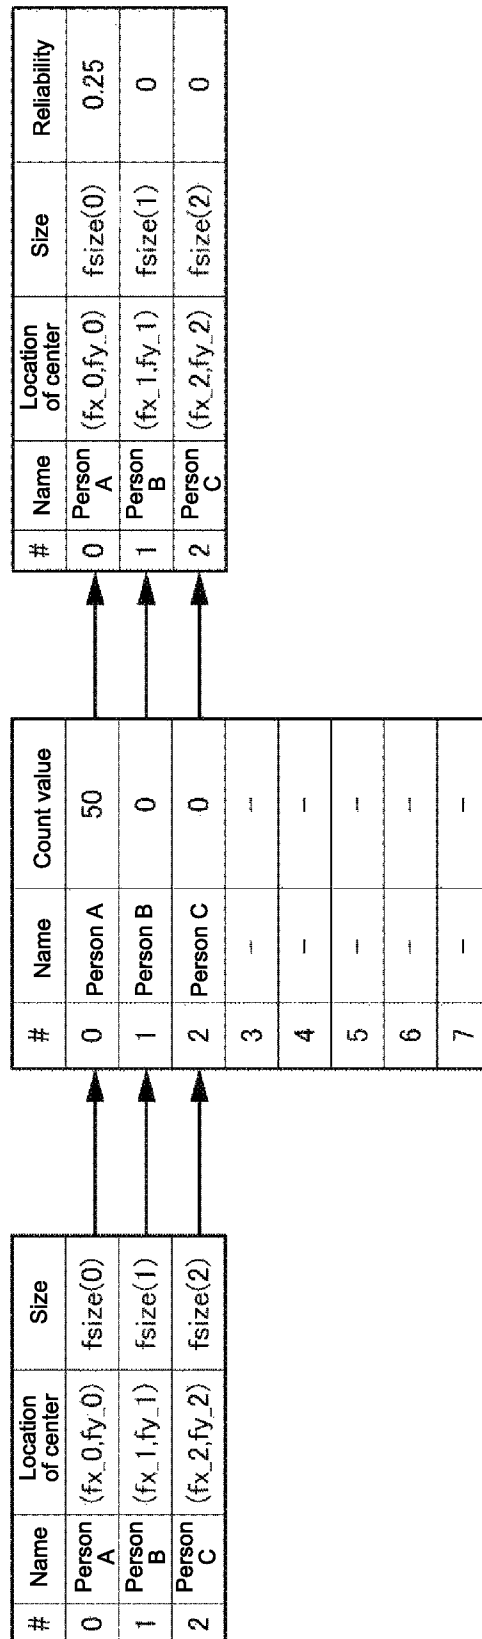 # Name Location of center Size
0 Person A (fx_0,fy_0) fsize(0)
1 Person B (fx_1,fy_1) fsize(1)
2 Person C (fx_2,fy_2) fsize(2)
# Name Count value
0 Person A 50
1 Person B 0
2 Person C 0
3 – –
4 – –
5 – –
6 – –
7 – –
# Name Location of center Size Reliability
0 Person A (fx_0,fy_0) fsize(0) 0.25
1 Person B (fx_1,fy_1) fsize(1) 0
2 Person C (fx_2,fy_2) fsize(2) 0